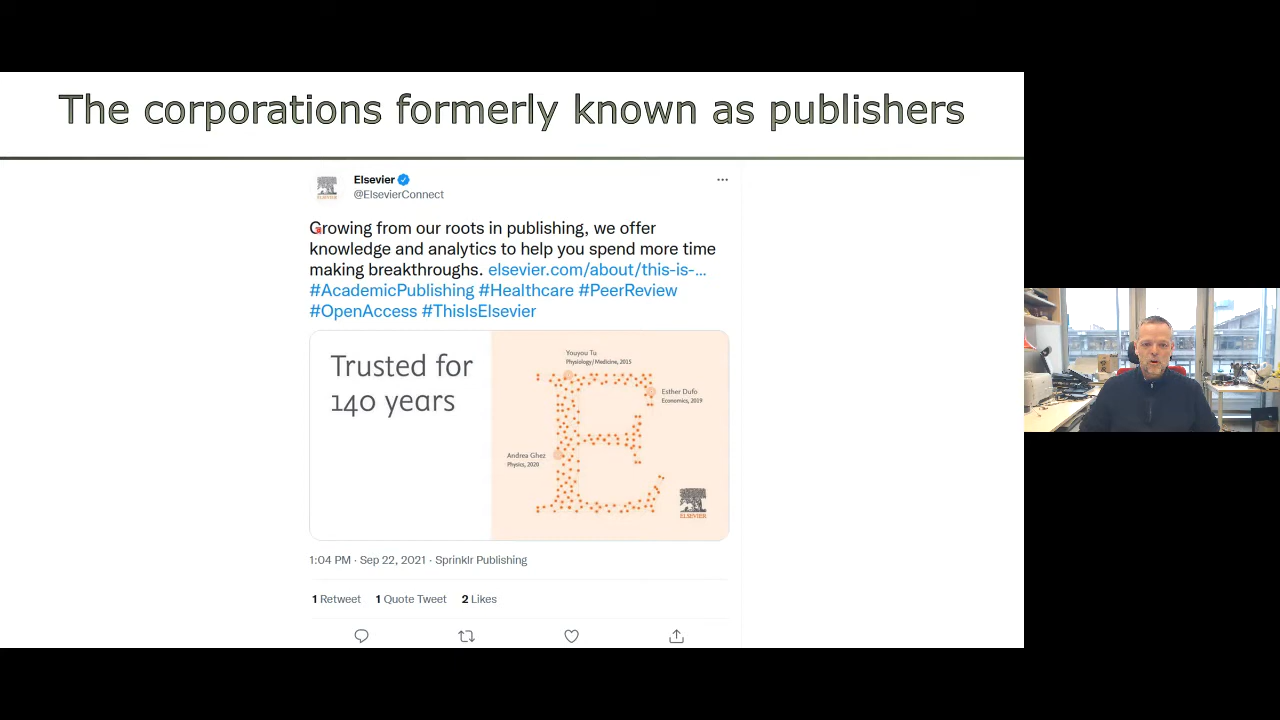 The corporations formerly known as publishers
Elsevier
@ElsevierConnect
Growing from our roots in publishing, we offer
knowledge and analytics to help you spend more time
making breakthroughs. elsevier.com/about/this-is-...
#AcademicPublishing #Healthcare #PeerReview
#OpenAccess #ThisIsElsevier
Trusted for
140 years
Youyou Tu
Physiology/Medicine, 2015
Esther Dufo
Economics, 2019
Andrea Ghez
Physics, 2020
ELSEVIER
1:04 PM · Sep 22, 2021 · Sprinklr Publishing
1 Retweet 1 Quote Tweet 2 Likes